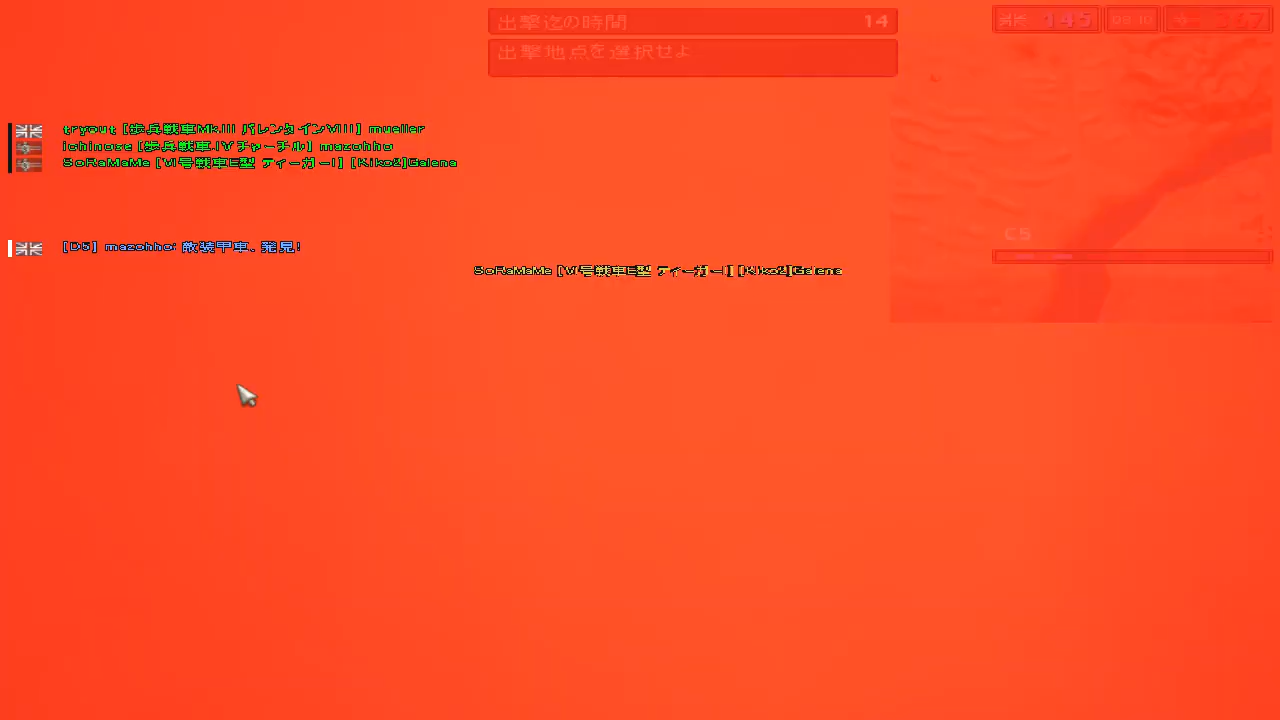 出撃迄の時間 14
出撃地点を選択せよ
145
tryout [歩兵戦車Mk.III バレンタインVIII] mueller
ichinose [歩兵戦車.IV チャーチル] mazohho
SoRaMaMe [VI号戦車E型 ティーガーI] [Kiko2]Galena
C5
[D5] mazohho: 敵装甲車、発見!
SoRaMaMe [VI号戦車E型 ティーガーI] [Kiko2]Galena